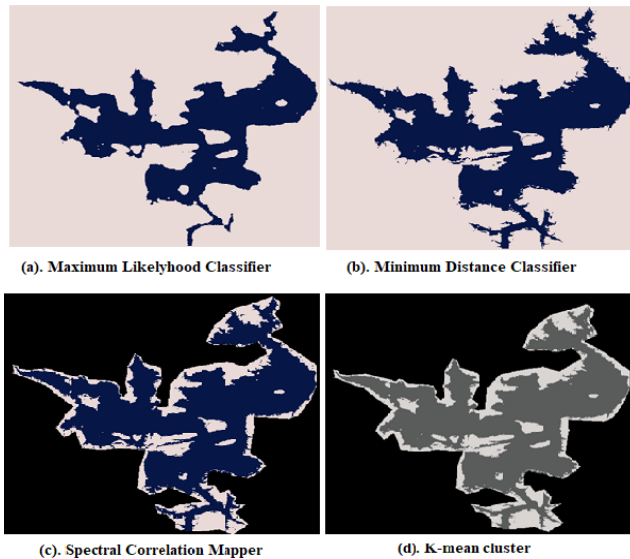 (a). Maximum Likelyhood Classifier
(b). Minimum Distance Classifier
(c). Spectral Correlation Mapper
(d). K-mean cluster